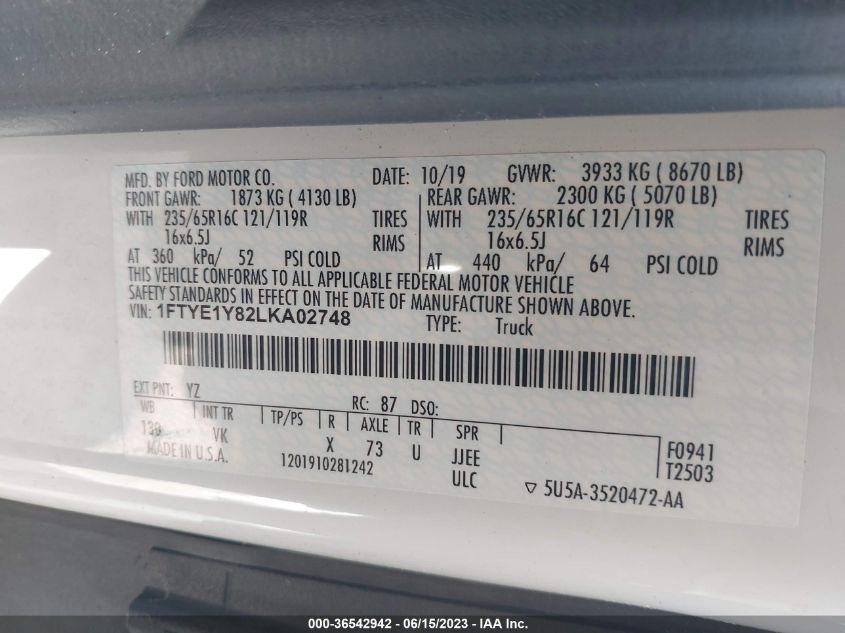 MFD. BY FORD MOTOR CO. DATE: 10/19 GVWR: 3933 KG ( 8670 LB)
FRONT GAWR: 1873 KG ( 4130 LB) REAR GAWR: 2300 KG ( 5070 LB)
WITH 235/65R16C 121/119R TIRES WITH 235/65R16C 121/119R TIRES
16x6.5J RIMS 16x6.5J RIMS
AT 360 kPa/ 52 PSI COLD AT 440 kPa/ 64 PSI COLD
THIS VEHICLE CONFORMS TO ALL APPLICABLE FEDERAL MOTOR VEHICLE
SAFETY STANDARDS IN EFFECT ON THE DATE OF MANUFACTURE SHOWN ABOVE.
VIN: 1FTYE1Y82LKA02748 TYPE: Truck
EXT PNT: YZ RC: 87 DSO:
WB INT TR TP/PS R AXLE TR SPR
130 VK X 73 U JJEE F0941
MADE IN U.S.A. 1201910281242 ULC T2503
5U5A-3520472-AA
000-36542942 - 06/15/2023 - IAA Inc.